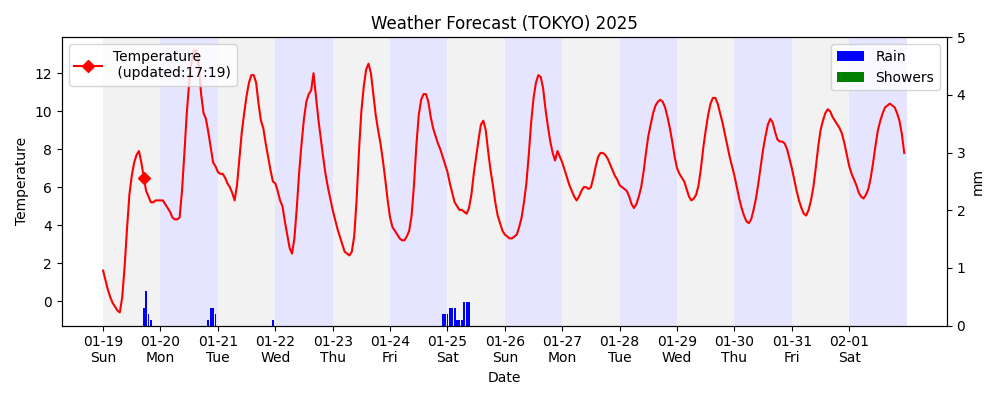 Weather Forecast (TOKYO) 2025
Temperature
(updated:17:19)
Rain
Showers
Temperature
12
10
8
6
4
2
0
5
4
3
2
1
0
mm
01-19 01-20 01-21 01-22 01-23 01-24 01-25 01-26 01-27 01-28 01-29 01-30 01-31 02-01
Sun Mon Tue Wed Thu Fri Sat Sun Mon Tue Wed Thu Fri Sat
Date